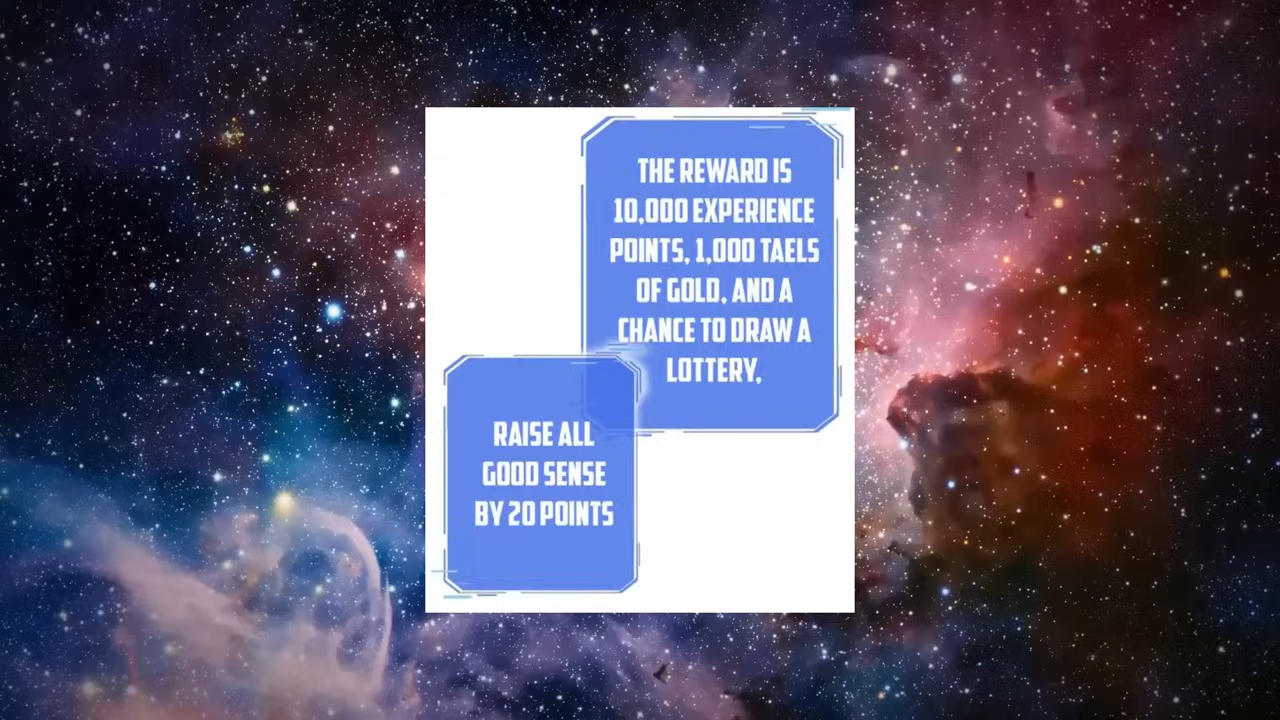 THE REWARD IS
10,000 EXPERIENCE
POINTS, 1,000 TAELS
OF GOLD, AND A
CHANCE TO DRAW A
LOTTERY,
RAISE ALL
GOOD SENSE
BY 20 POINTS